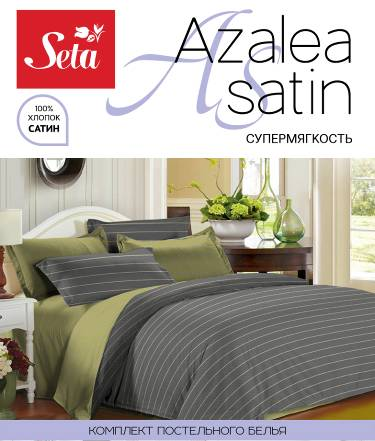 Seta
Azalea
As
satin
100%
ХЛОПОК
САТИН
СУПЕРМЯГКОСТЬ
КОМПЛЕКТ ПОСТЕЛЬНОГО БЕЛЬЯ